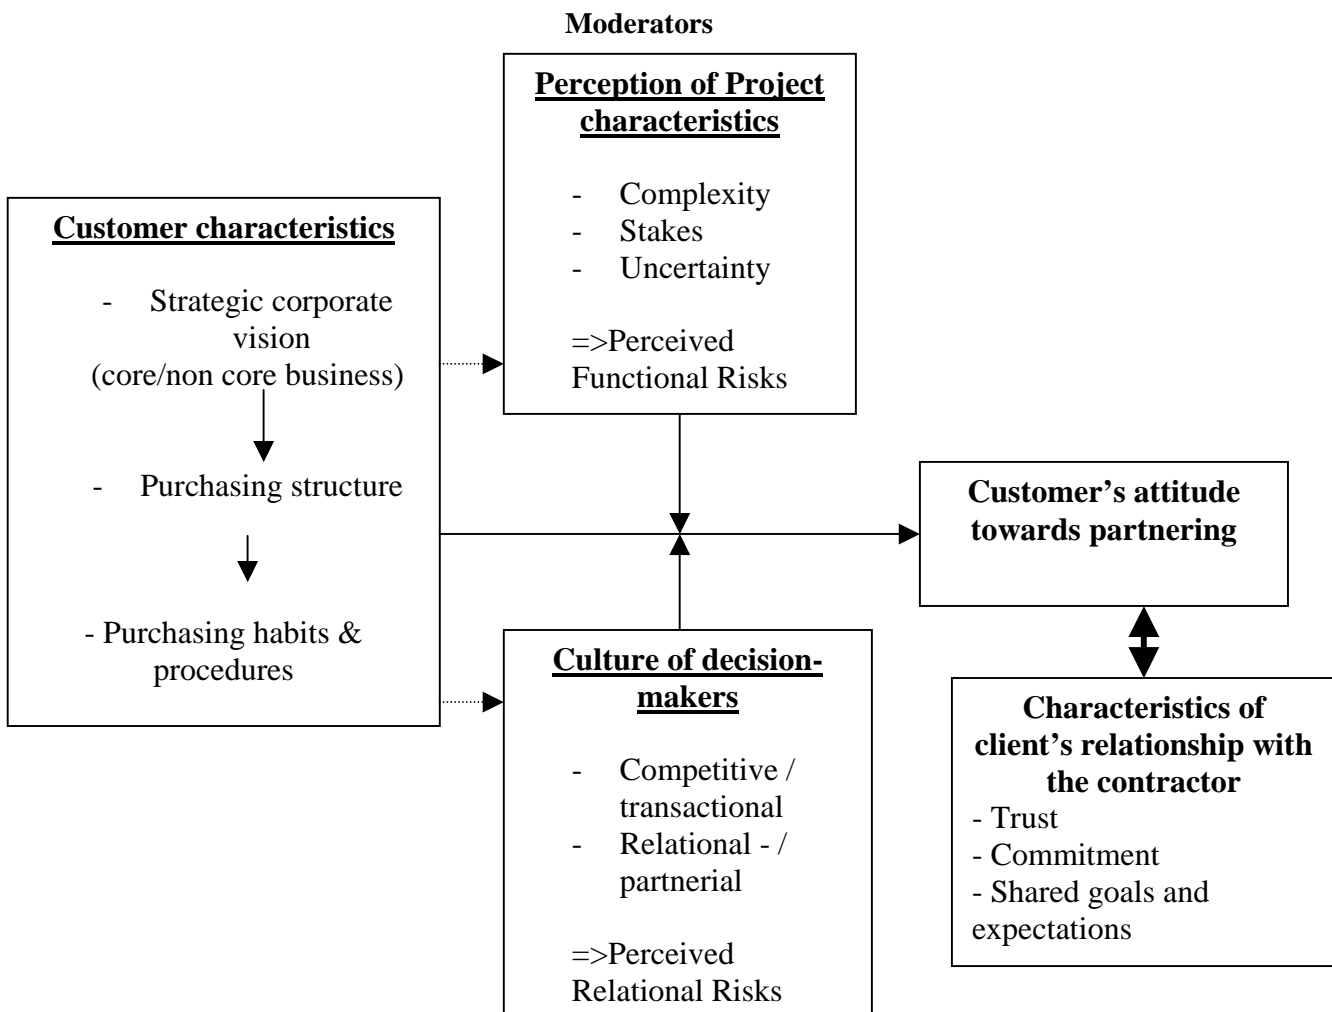 Moderators
Perception of Project
characteristics
- Complexity
- Stakes
- Uncertainty
=>Perceived
Functional Risks
Customer characteristics
- Strategic corporate
vision
(core/non core business)
- Purchasing structure
- Purchasing habits &
procedures
Culture of decision-
makers
- Competitive /
transactional
- Relational - /
partnerial
=>Perceived
Relational Risks
Customer’s attitude
towards partnering
Characteristics of
client’s relationship with
the contractor
- Trust
- Commitment
- Shared goals and
expectations